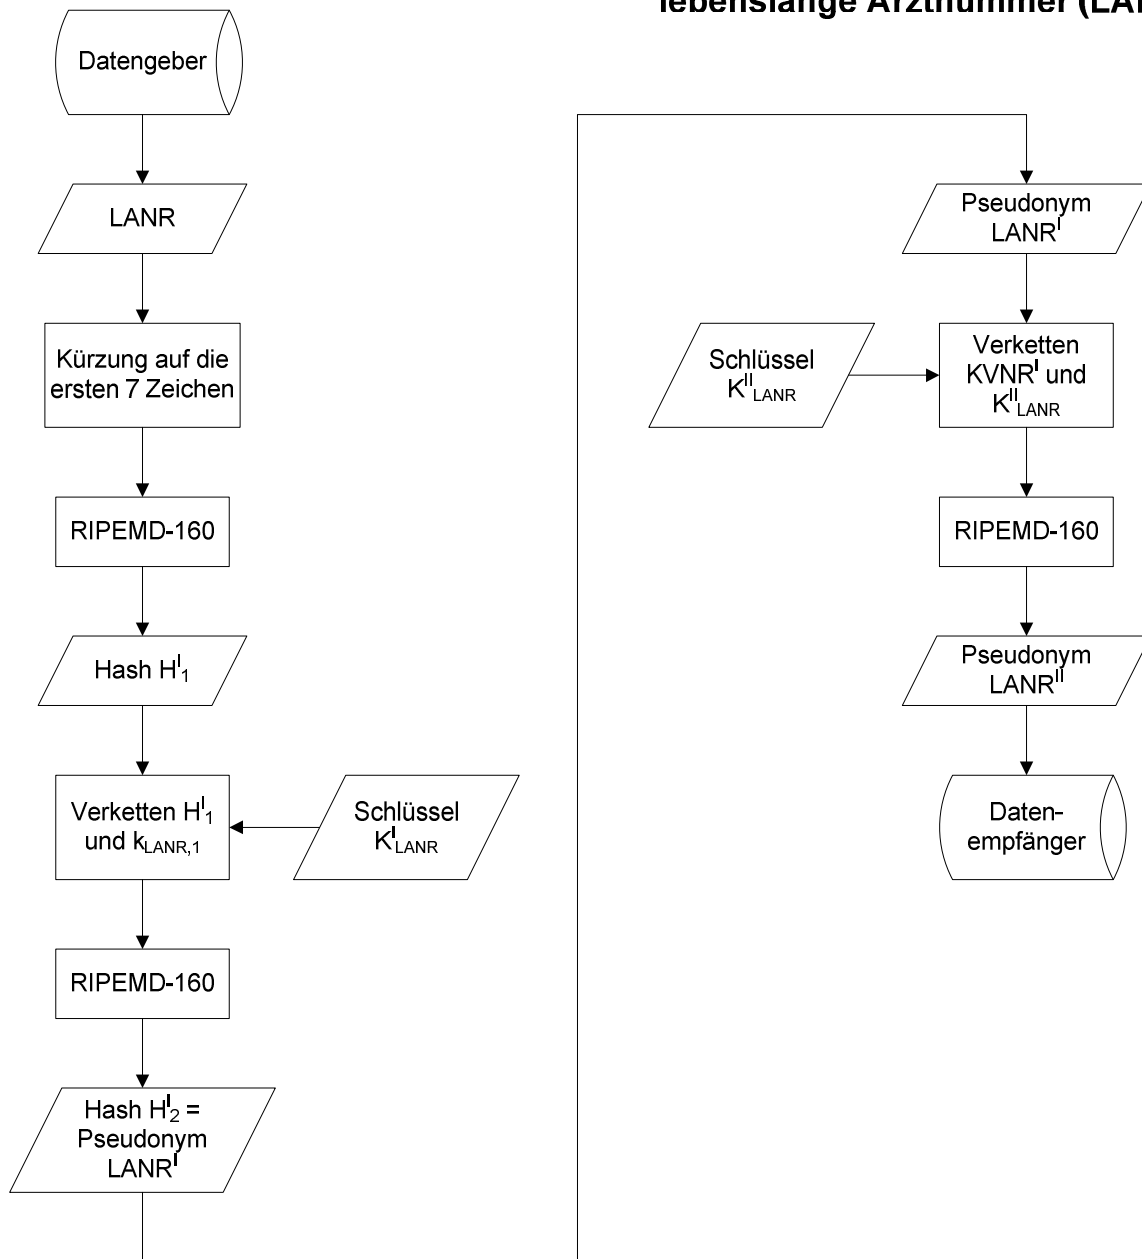 lebenslange Arztnummer (LA
Datengeber
LANR
Kürzung auf die
ersten 7 Zeichen
RIPEMD-160
Hash H^I_1
Verketten H^I_1
und k_LANR,1
Schlüssel
K^I_LANR
RIPEMD-160
Hash H^I_2 =
Pseudonym
LANR^I
Pseudonym
LANR^I
Schlüssel
K^II_LANR
Verketten
KVNR^I und
K^II_LANR
RIPEMD-160
Pseudonym
LANR^II
Daten-
empfänger